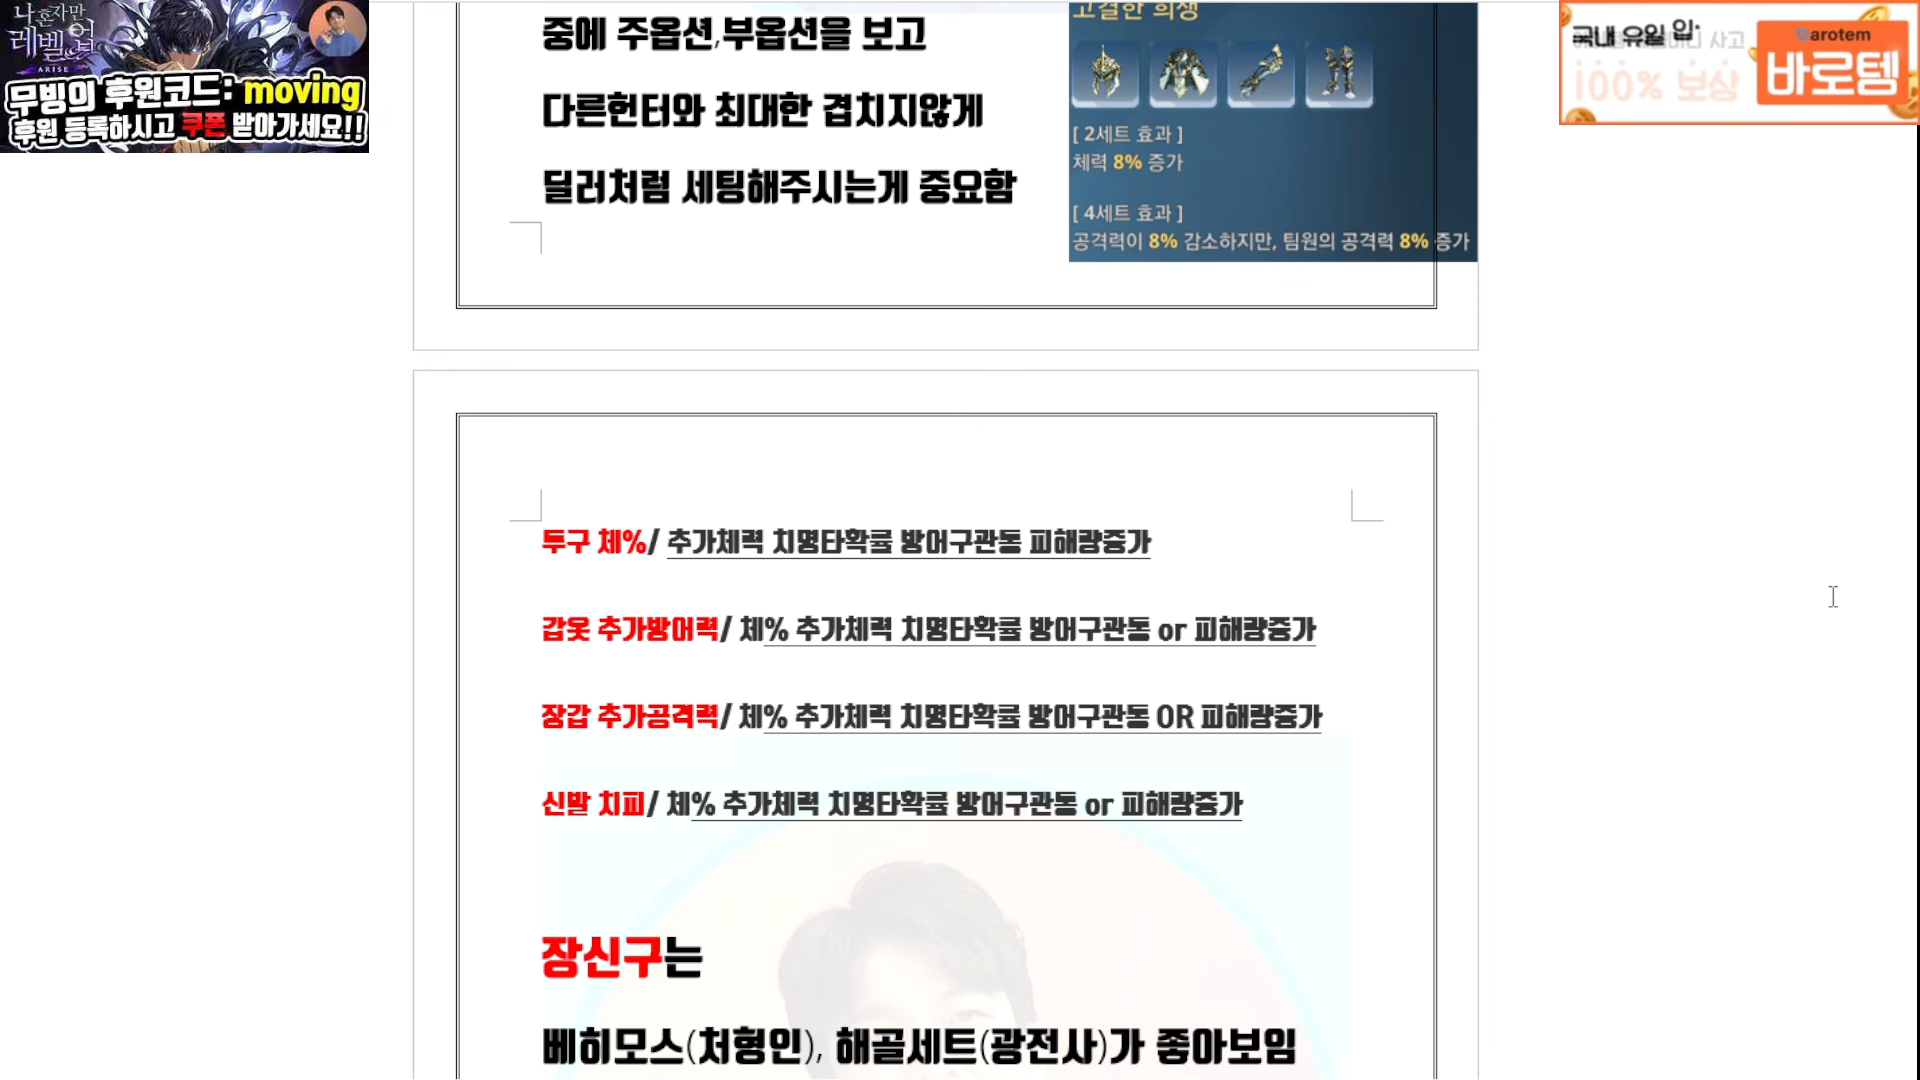 나 혼자만
레벨업
ARISE
무빙의 후원코드: moving
후원 등록하시고 쿠폰 받아가세요!!
중에 주옵션,부옵션을 보고
다른헌터와 최대한 겹치지않게
딜러처럼 세팅해주시는게 중요함
고결한 희생
[ 2세트 효과 ]
체력 8% 증가
[ 4세트 효과 ]
공격력이 8% 감소하지만, 팀원의 공격력 8% 증가
국내 유일 입
사고
100% 보상
barotem
바로템
투구 체%/ 추가체력 치명타확률 방어구관통 피해량증가
갑옷 추가방어력/ 체% 추가체력 치명타확률 방어구관통 or 피해량증가
장갑 추가공격력/ 체% 추가체력 치명타확률 방어구관통 OR 피해량증가
신발 치피/ 체% 추가체력 치명타확률 방어구관통 or 피해량증가
장신구는
베히모스(처형인), 해골세트(광전사)가 좋아보임